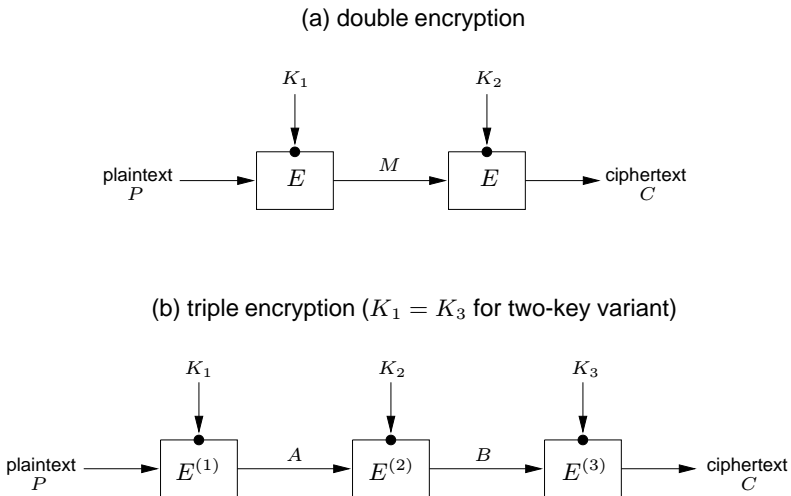 (a) double encryption
K₁ K₂
plaintext
P
E
M
E
ciphertext
C
(b) triple encryption (K₁ = K₃ for two-key variant)
K₁ K₂ K₃
plaintext
P
E⁽¹⁾
A
E⁽²⁾
B
E⁽³⁾
ciphertext
C